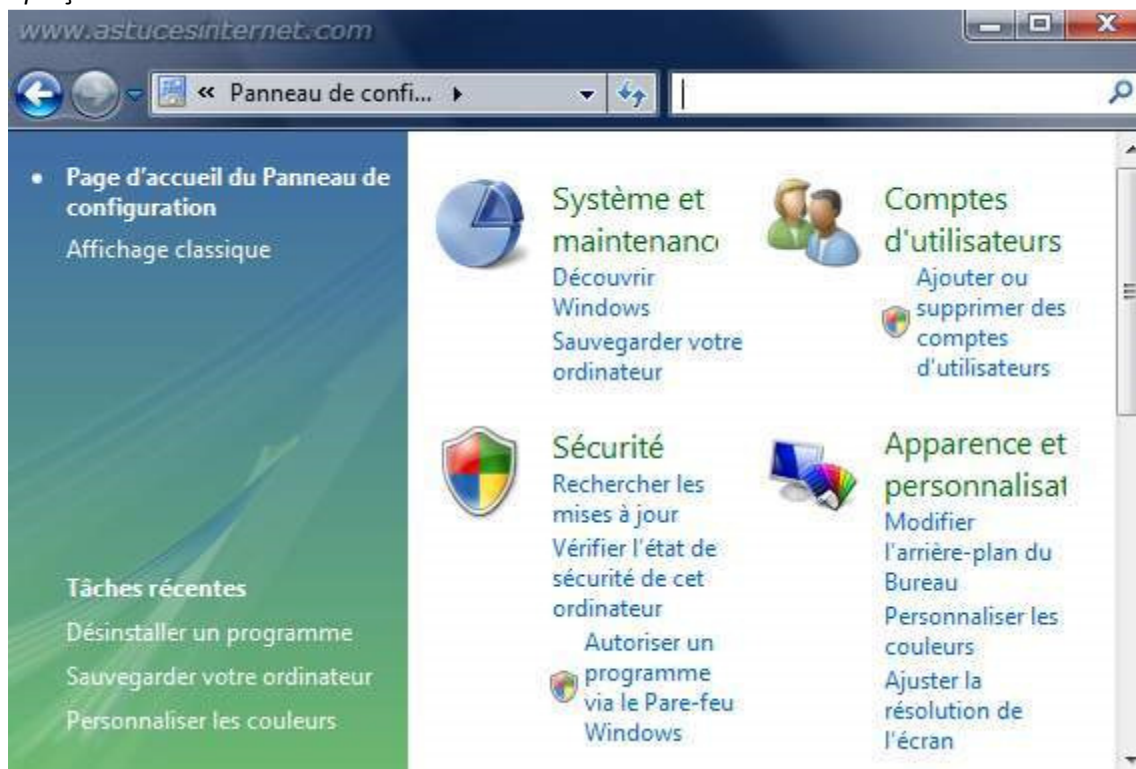 www.astucesinternet.com
« Panneau de confi...
Page d'accueil du Panneau de
configuration
Affichage classique
Tâches récentes
Désinstaller un programme
Sauvegarder votre ordinateur
Personnaliser les couleurs
Système et
maintenanc
Découvrir
Windows
Sauvegarder votre
ordinateur
Comptes
d'utilisateurs
Ajouter ou
supprimer des
comptes
d'utilisateurs
Sécurité
Rechercher les
mises à jour
Vérifier l'état de
sécurité de cet
ordinateur
Autoriser un
programme
via le Pare-feu
Windows
Apparence et
personnalisat
Modifier
l'arrière-plan du
Bureau
Personnaliser les
couleurs
Ajuster la
résolution de
l'écran